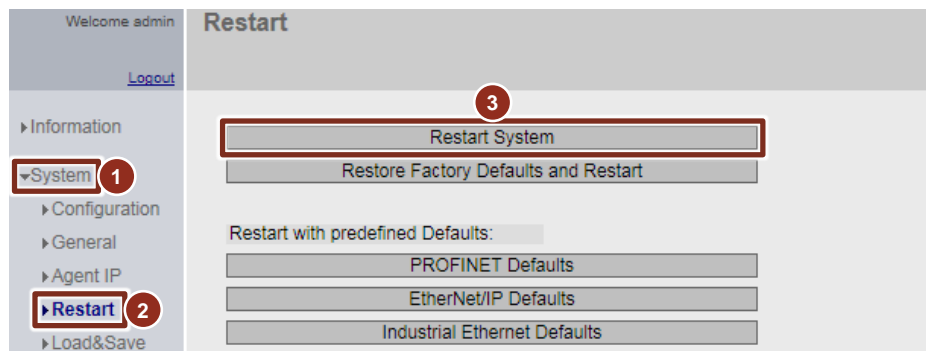 Welcome admin
Logout
Restart
▸Information
▾System 1
▸Configuration
▸General
▸Agent IP
▸Restart 2
▸Load&Save
3
Restart System
Restore Factory Defaults and Restart
Restart with predefined Defaults:
PROFINET Defaults
EtherNet/IP Defaults
Industrial Ethernet Defaults